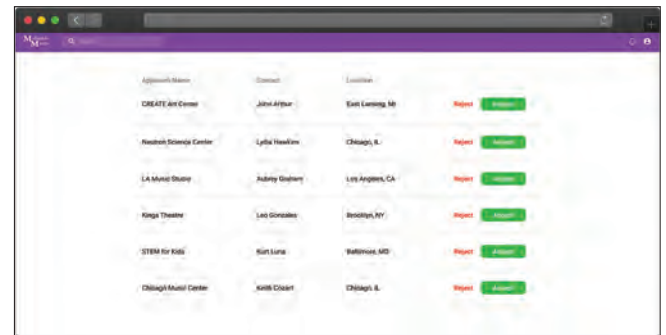 Applicant Name Contact Location
CREATE Art Center John Arthur East Lansing, MI Reject Accept
Neutron Science Center Lydia Hawkins Chicago, IL Reject Accept
LA Music Studio Aubrey Graham Los Angeles, CA Reject Accept
Kings Theatre Leo Gonzales Brooklyn, NY Reject Accept
STEM for Kids Kurt Luna Baltimore, MD Reject Accept
Chicago Music Center Keith Cozart Chicago, IL Reject Accept